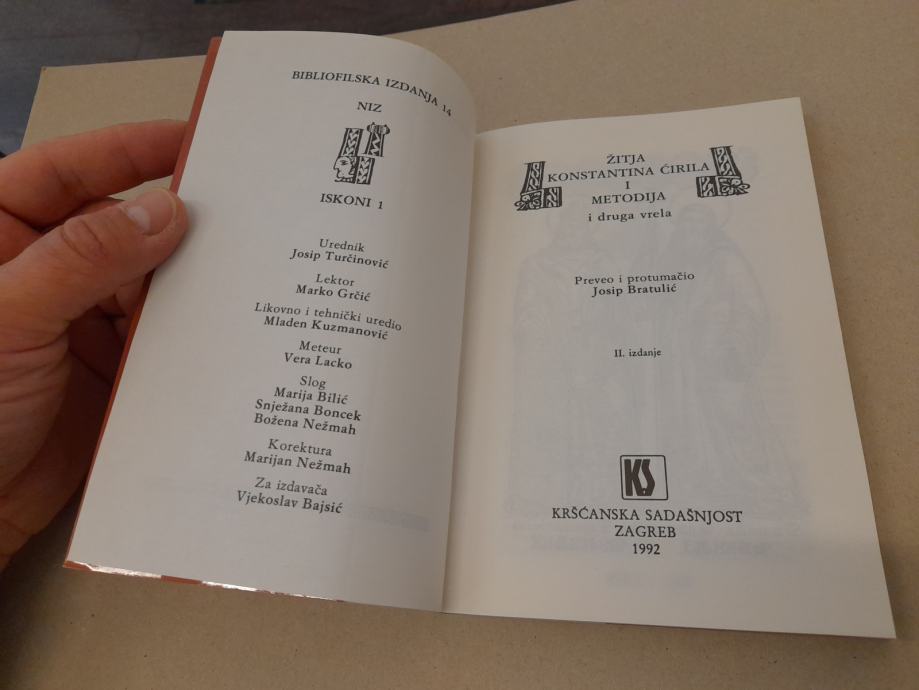 BIBLIOFILSKA IZDANJA 14
NIZ
ISKONI 1
Urednik
Josip Turčinović
Lektor
Marko Grčić
Likovno i tehnički uredio
Mladen Kuzmanović
Meteur
Vera Lacko
Slog
Marija Bilić
Snježana Boncek
Božena Nežmah
Korektura
Marijan Nežmah
Za izdavača
Vjekoslav Bajsić
ŽITJA
KONSTANTINA ĆIRILA
I
METODIJA
i druga vrela
Preveo i protumačio
Josip Bratulić
II. izdanje
KS
KRŠĆANSKA SADAŠNJOST
ZAGREB
1992